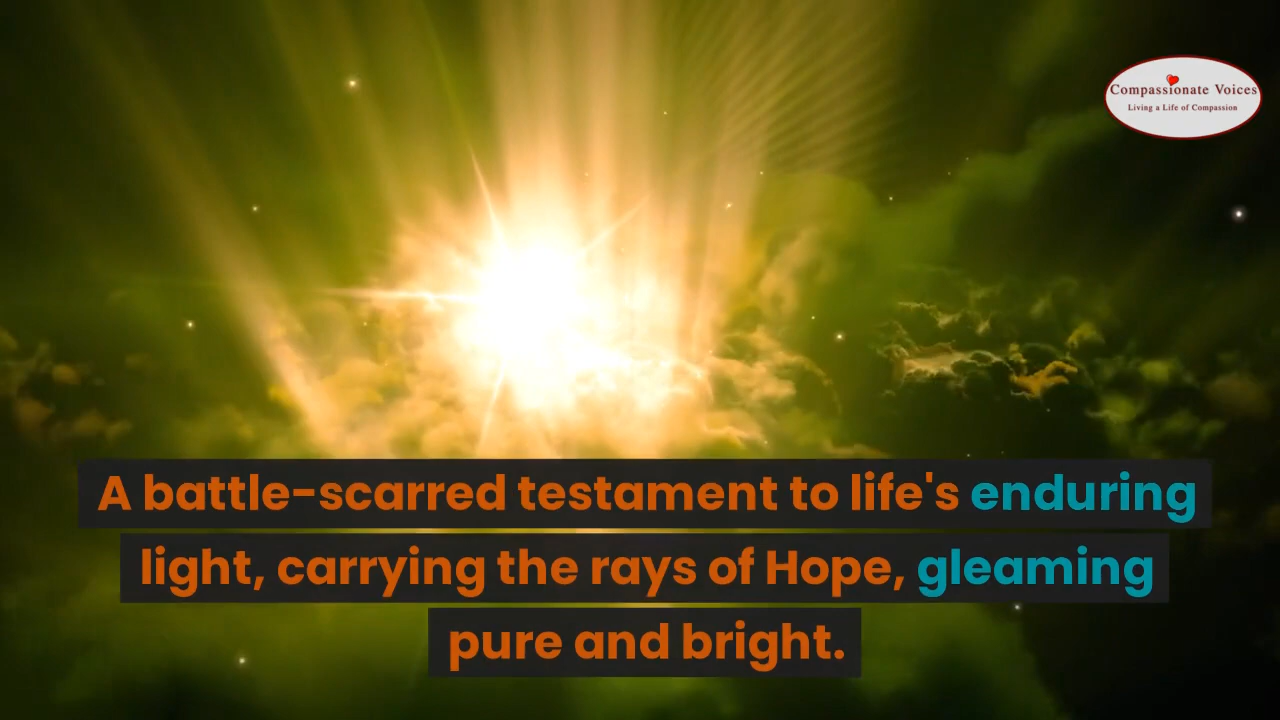 Compassionate Voices
Living a Life of Compassion
A battle-scarred testament to life's enduring
light, carrying the rays of Hope, gleaming
pure and bright.